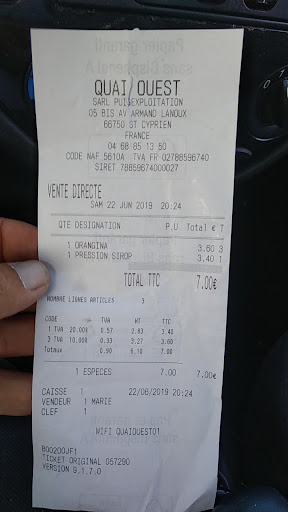 QUAI OUEST
SARL PUIGEXPLOITATION
05 BIS AV ARMAND LANOUX
66750 ST CYPRIEN
FRANCE
04 68 85 13 50
CODE NAF 5610A TVA FR 02788596740
SIRET 78859674000027
VENTE DIRECTE
SAM 22 JUN 2019 20:24
QTE DESIGNATION P.U Total € T
1 ORANGINA 3.60 3
1 PRESSION SIROP 3.40 1
TOTAL TTC 7.00€
NOMBRE LIGNES ARTICLES 3
CODE TVA HT TTC
1 TVA 20.00% 0.57 2.83 3.40
3 TVA 10.00% 0.33 3.27 3.60
Totaux 0.90 6.10 7.00
1 ESPECES 7.00 7.00€
CAISSE 1 22/06/2019 20:24
VENDEUR 1 MARIE
CLEF 1
WIFI QUAIOUEST01
B00200JF1
TICKET ORIGINAL 057290
VERSION 9.1.7.0